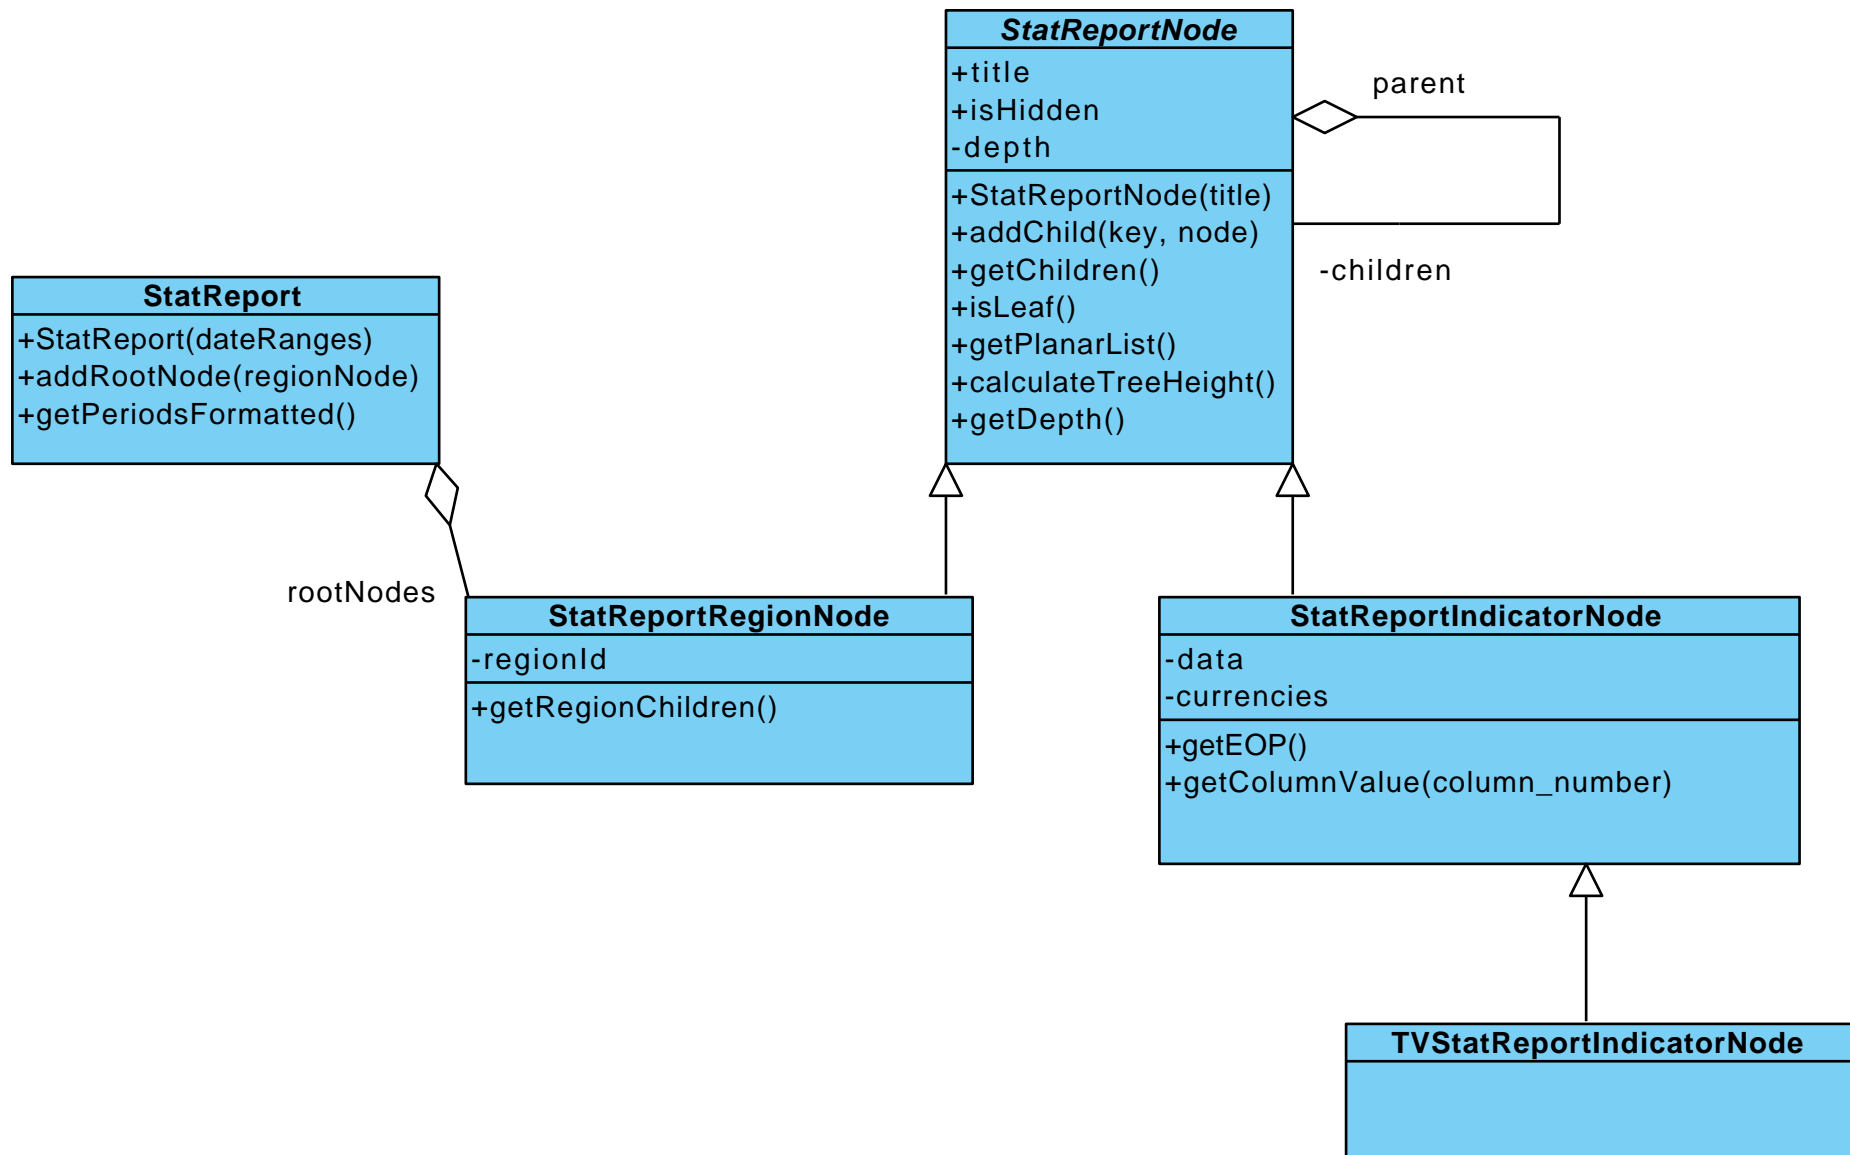 StatReportNode
+title
+isHidden
-depth
+StatReportNode(title)
+addChild(key, node)
+getChildren()
+isLeaf()
+getPlanarList()
+calculateTreeHeight()
+getDepth()
parent
-children
StatReport
+StatReport(dateRanges)
+addRootNode(regionNode)
+getPeriodsFormatted()
rootNodes
StatReportRegionNode
-regionId
+getRegionChildren()
StatReportIndicatorNode
-data
-currencies
+getEOP()
+getColumnValue(column_number)
TVStatReportIndicatorNode